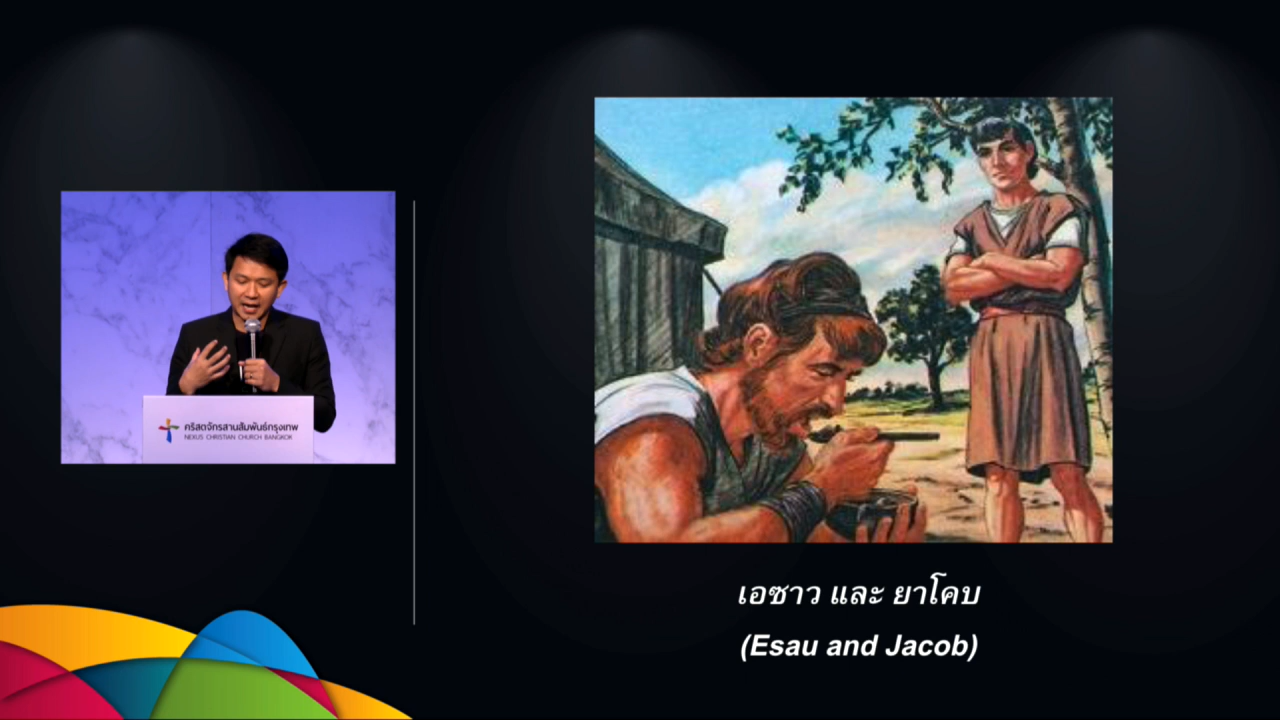 คริสตจักรสานสัมพันธ์กรุงเทพ
NEXUS CHRISTIAN CHURCH BANGKOK
เอซาว และ ยาโคบ
(Esau and Jacob)